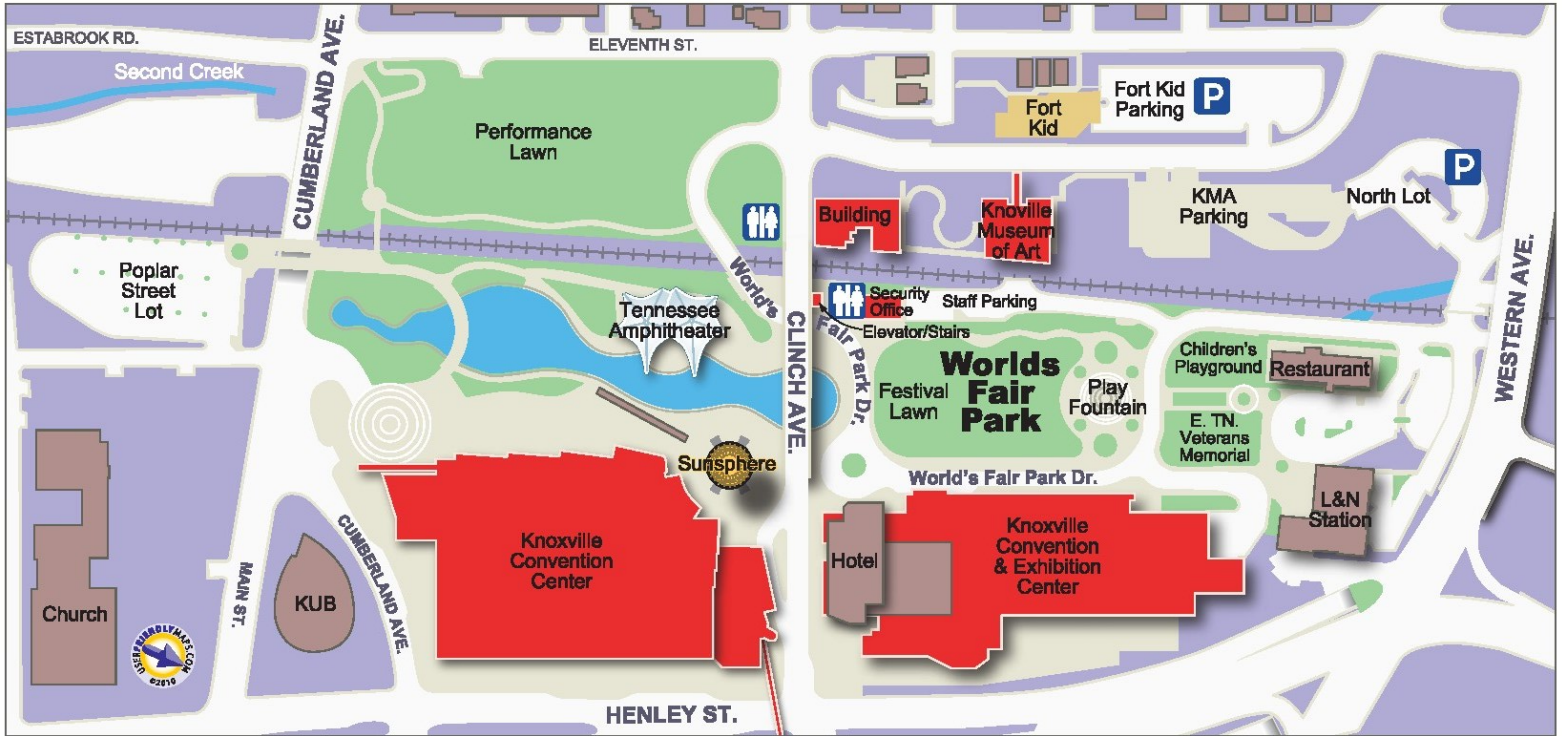 ESTABROOK RD.
ELEVENTH ST.
Second Creek
CUMBERLAND AVE.
Performance
Lawn
Fort
Kid
Fort Kid
Parking
P
P
Building
Knoville
Museum
of Art
KMA
Parking
North Lot
WESTERN AVE.
Poplar
Street
Lot
World's
Fair Park Dr.
Tennessee
Amphitheater
CLINCH AVE.
Security
Office
Staff Parking
Elevator/Stairs
Festival
Lawn
Worlds
Fair
Park
Play
Fountain
Children's
Playground
Restaurant
E. TN.
Veterans
Memorial
Sunsphere
World's Fair Park Dr.
L&N
Station
Knoxville
Convention
Center
Hotel
Knoxville
Convention
& Exhibition
Center
Church
MAIN ST.
KUB
CUMBERLAND AVE.
USERFRIENDLYMAPS.COM
©2010
HENLEY ST.